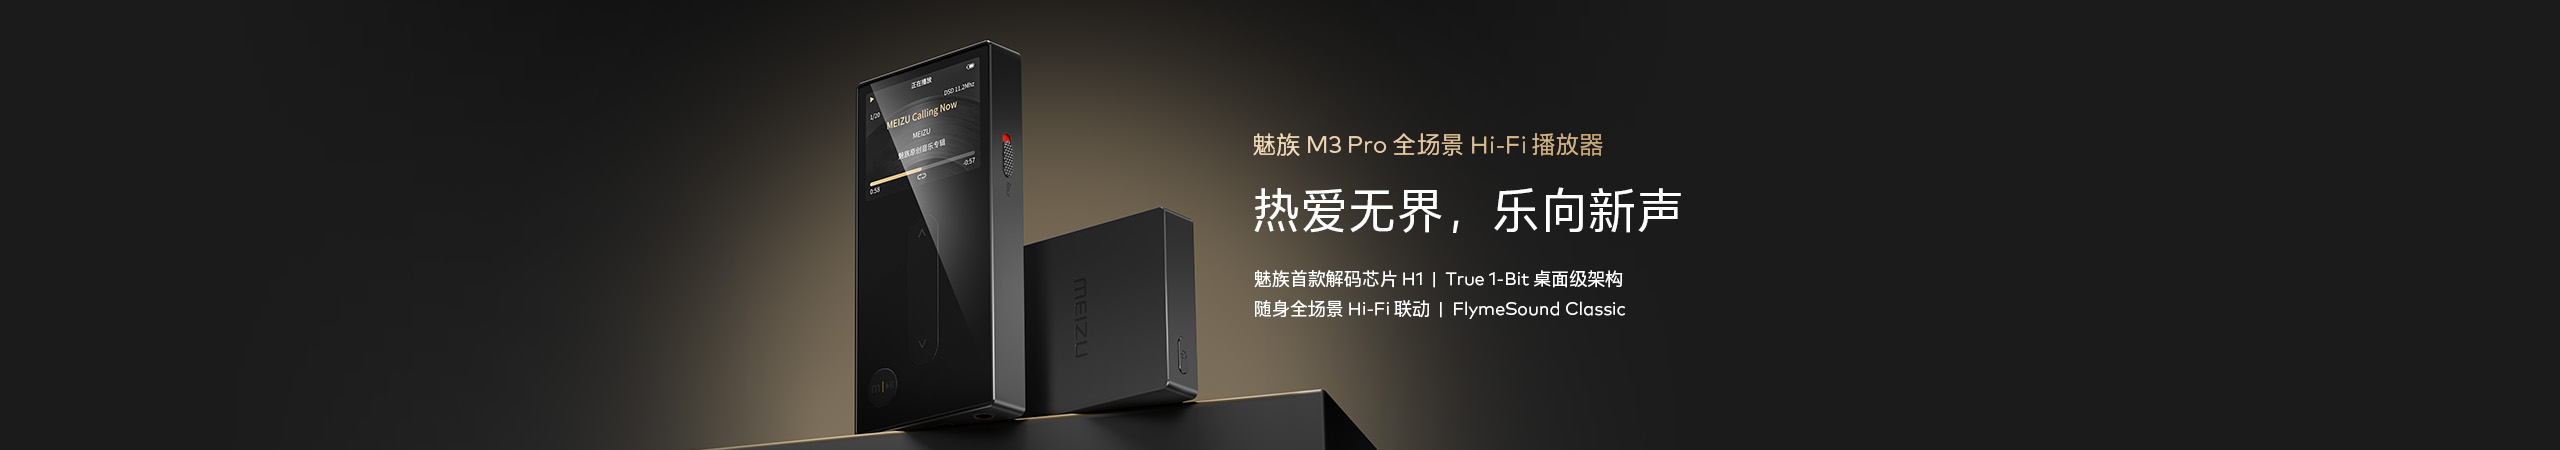 正在播放
DSD 11.2Mhz
1/20
MEIZU Calling Now
MEIZU
魅族原创音乐专辑
0:58
-0:57
MEIZU
魅族 M3 Pro 全场景 Hi-Fi 播放器
热爱无界，乐向新声
魅族首款解码芯片 H1 | True 1-Bit 桌面级架构
随身全场景 Hi-Fi 联动 | FlymeSound Classic